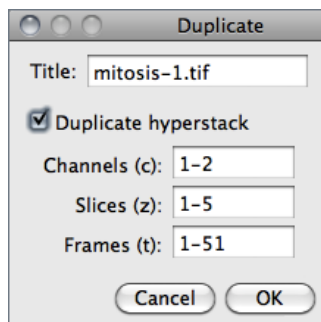 Duplicate
Title: mitosis-1.tif
Duplicate hyperstack
Channels (c): 1-2
Slices (z): 1-5
Frames (t): 1-51
Cancel OK